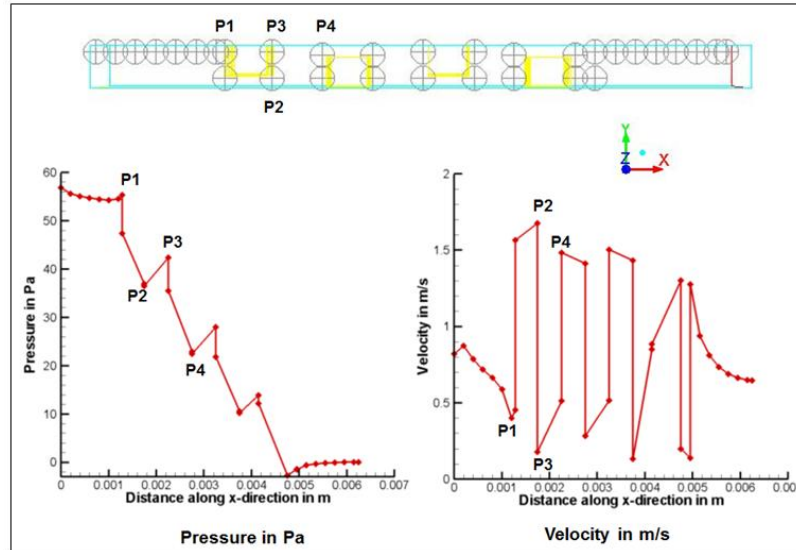 P1 P3 P4
P2
Y
Z X
60
50
40
30
20
10
0
Pressure in Pa
P1
P3
P2
P4
0 0.001 0.002 0.003 0.004 0.005 0.006 0.007
Distance along x-direction in m
Pressure in Pa
2
1.5
1
0.5
0
Velocity in m/s
P2
P4
P1
P3
0 0.001 0.002 0.003 0.004 0.005 0.006
Distance along x-direction in m
Velocity in m/s